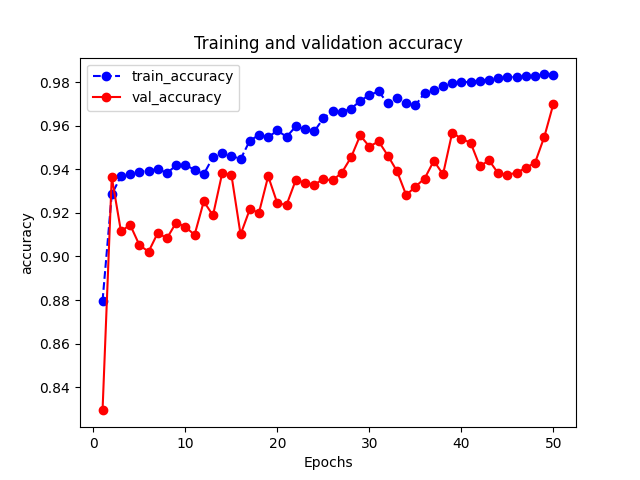 Training and validation accuracy
train_accuracy
val_accuracy
0.98
0.96
0.94
0.92
0.90
0.88
0.86
0.84
accuracy
0 10 20 30 40 50
Epochs